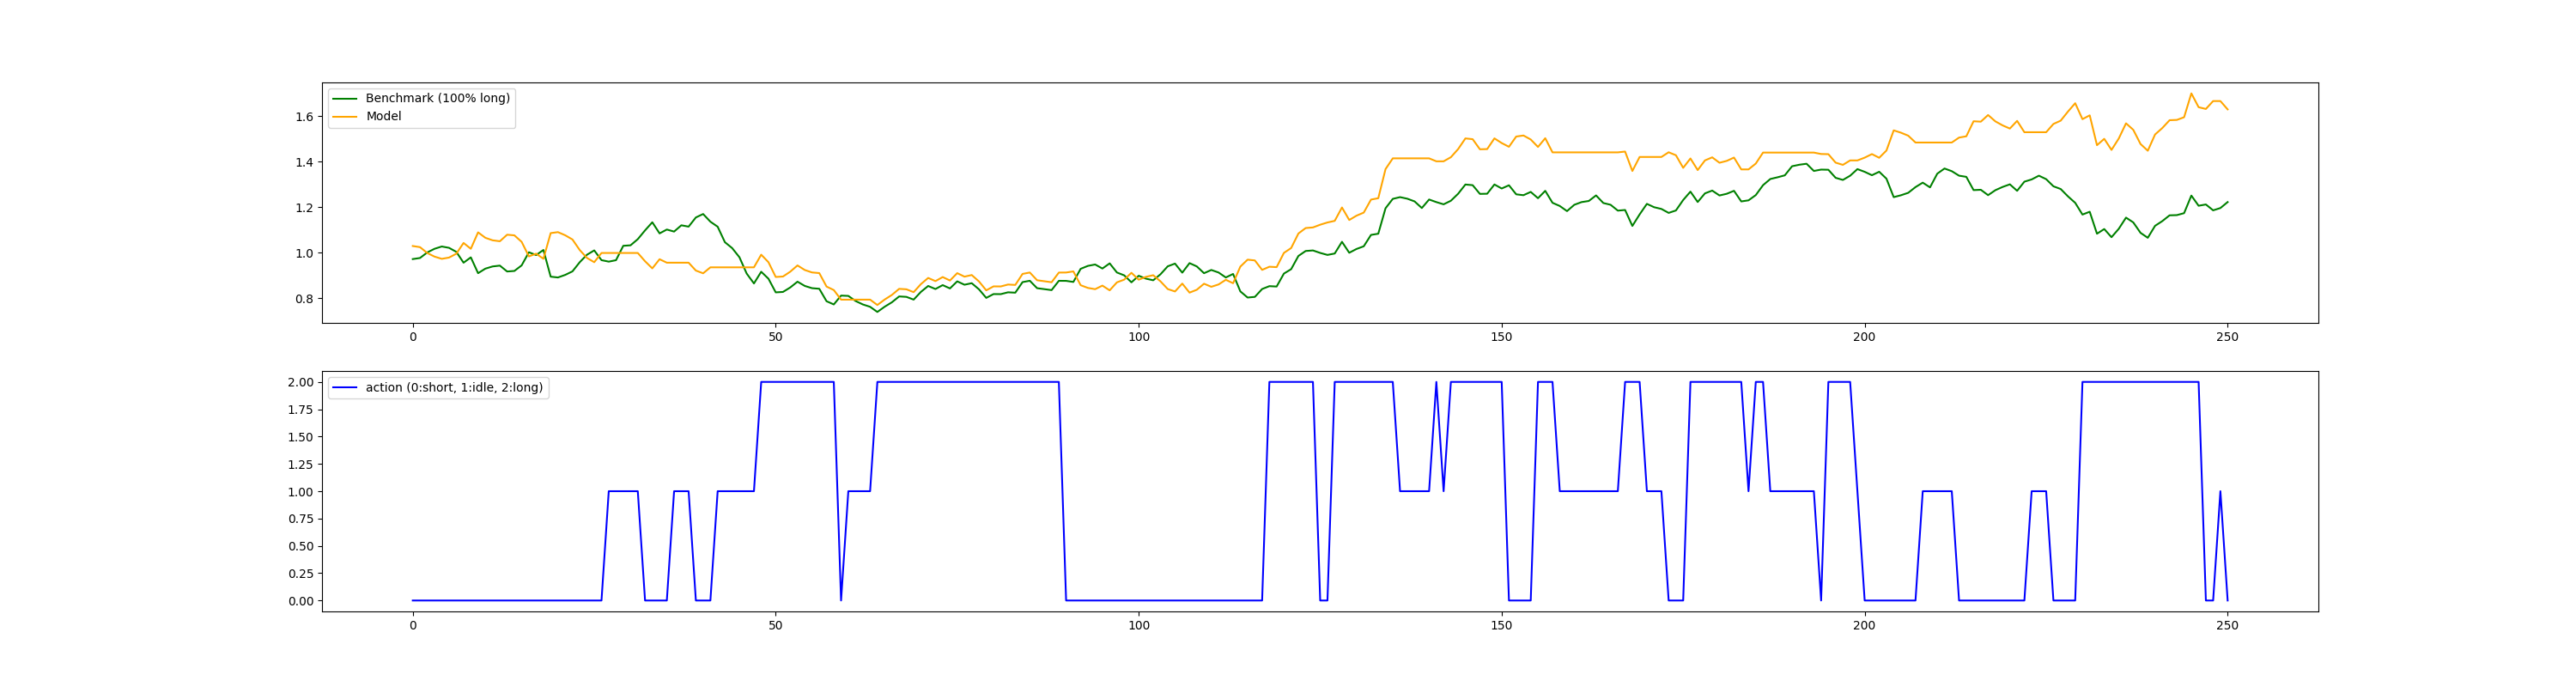 Benchmark (100% long)
Model
1.6
1.4
1.2
1.0
0.8
0 50 100 150 200 250
action (0:short, 1:idle, 2:long)
2.00
1.75
1.50
1.25
1.00
0.75
0.50
0.25
0.00
0 50 100 150 200 250